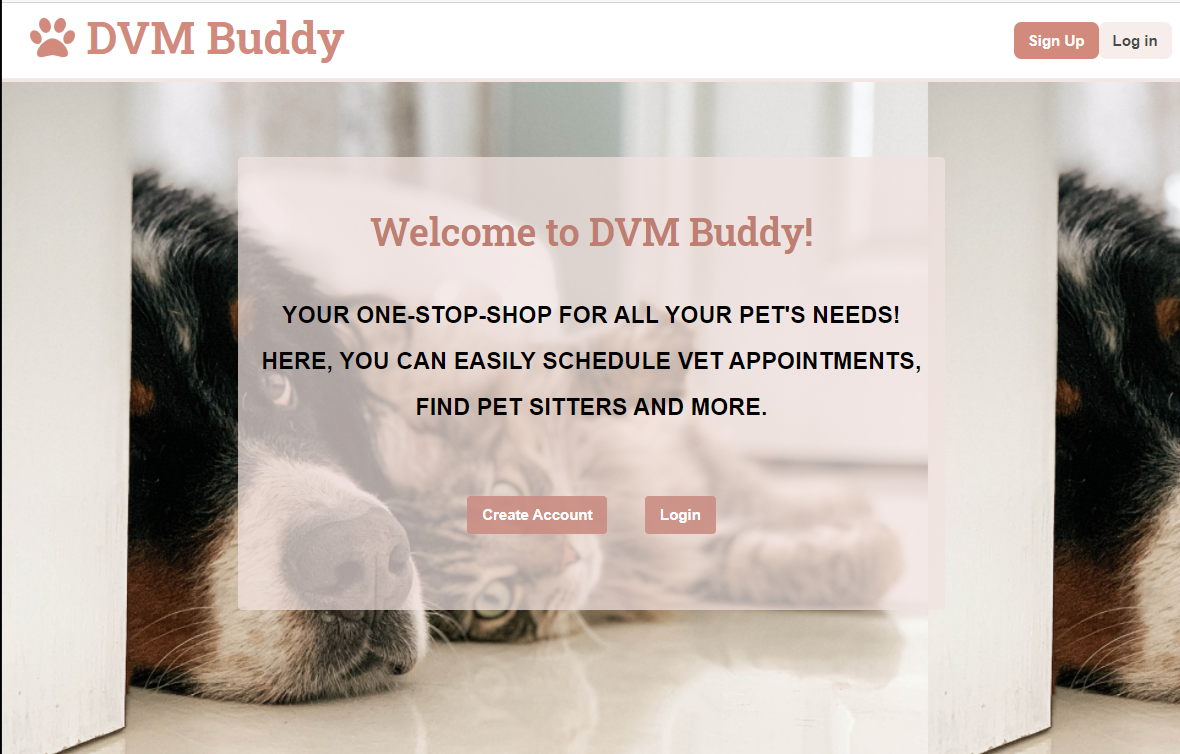 DVM Buddy
Sign Up
Log in
Welcome to DVM Buddy!
YOUR ONE-STOP-SHOP FOR ALL YOUR PET'S NEEDS!
HERE, YOU CAN EASILY SCHEDULE VET APPOINTMENTS,
FIND PET SITTERS AND MORE.
Create Account
Login